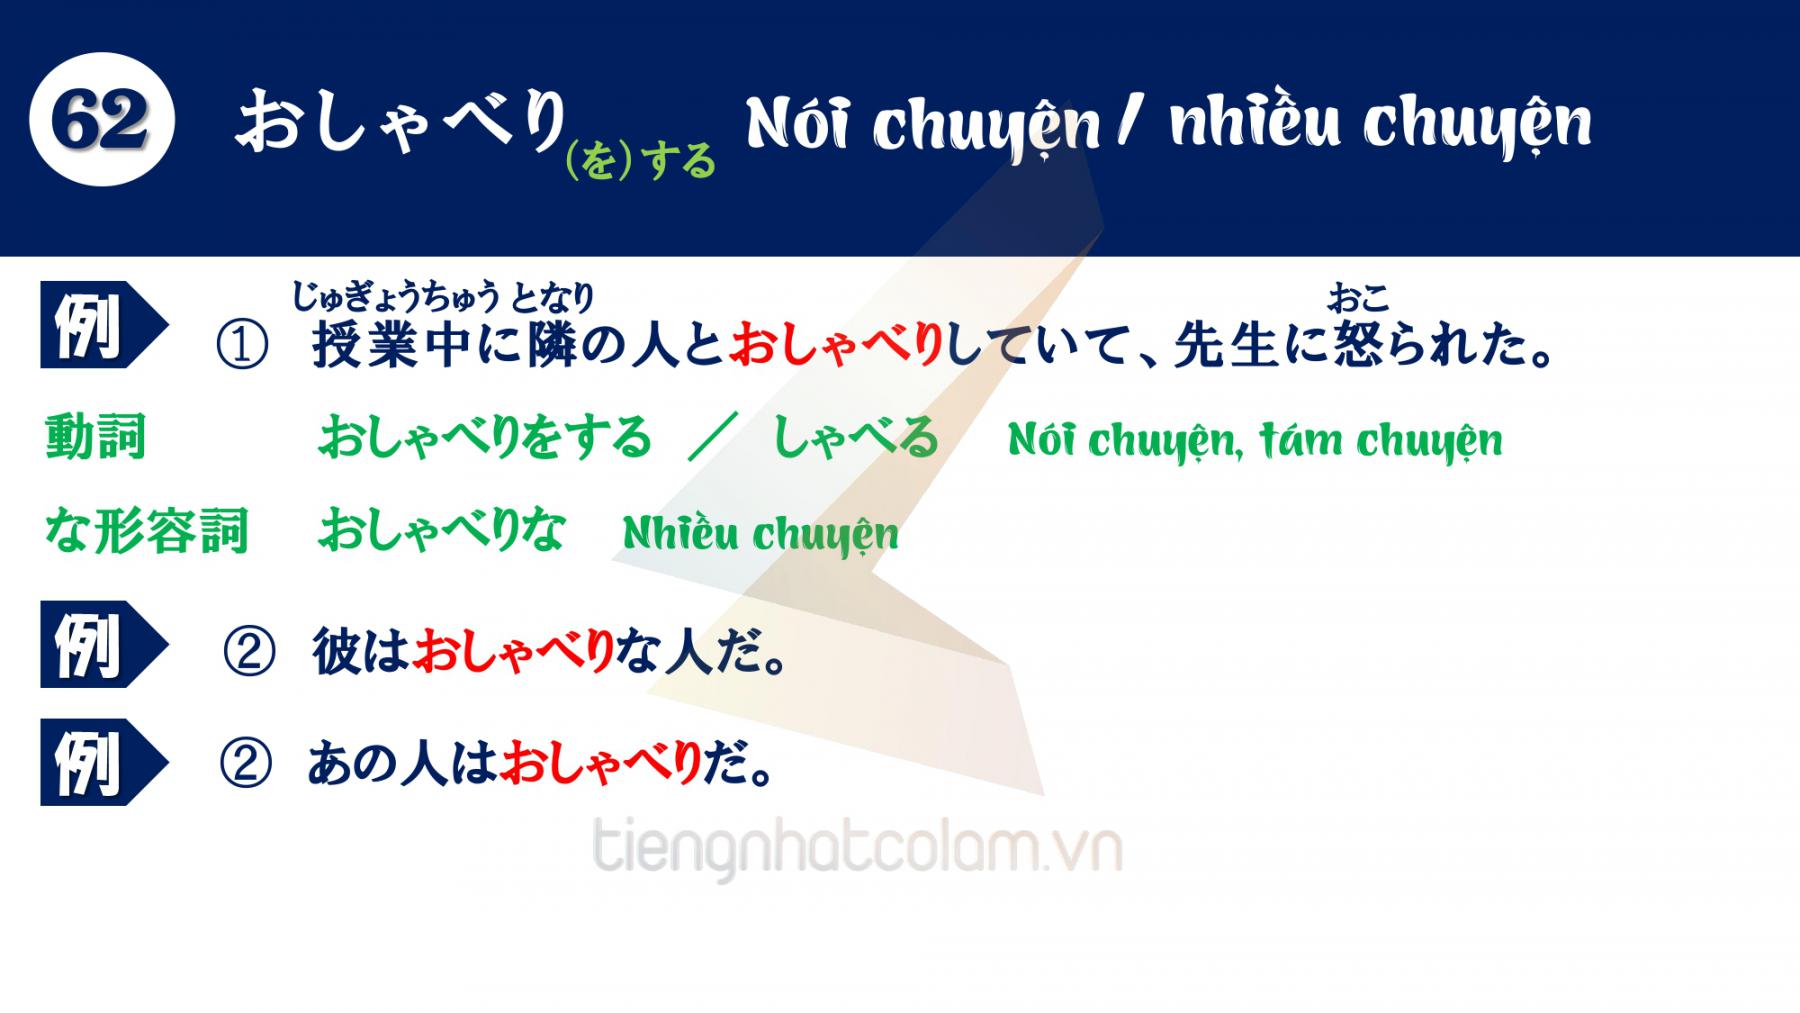 62 おしゃべり(を)する Nói chuyện / nhiều chuyện
じゅぎょうちゅう となり おこ
例 ① 授業中に隣の人とおしゃべりしていて、先生に怒られた。
動詞 おしゃべりをする ／ しゃべる Nói chuyện, tám chuyện
な形容詞 おしゃべりな Nhiều chuyện
例 ② 彼はおしゃべりな人だ。
例 ② あの人はおしゃべりだ。
tiengnhatcolam.vn